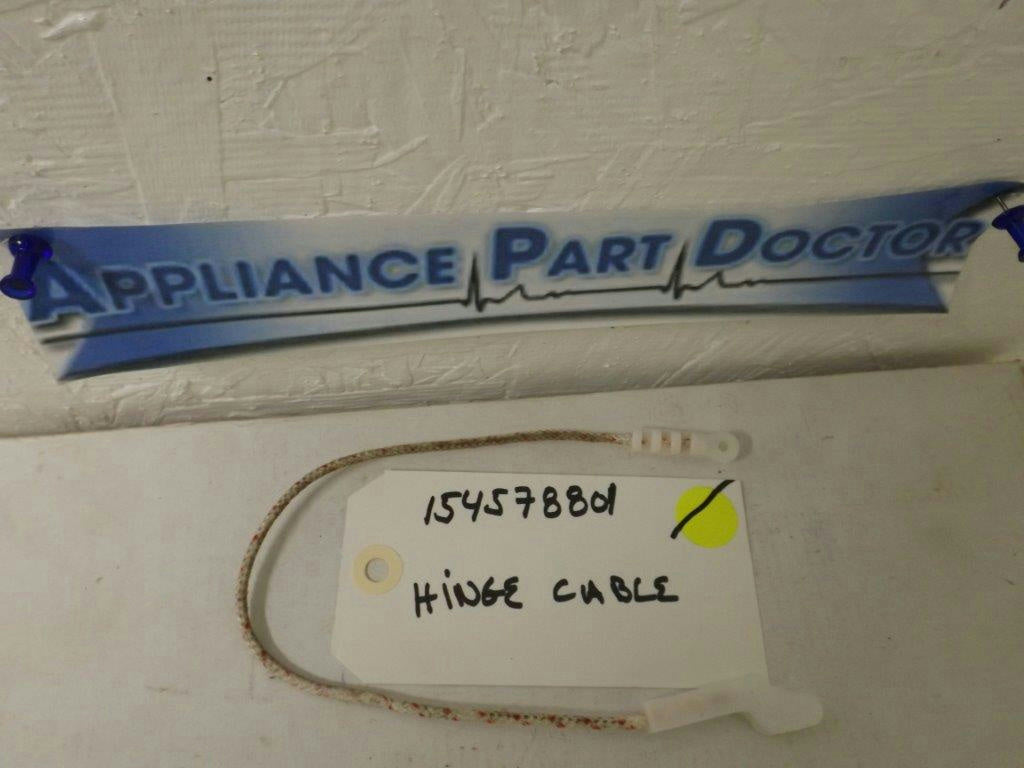 APPLIANCE PART DOCTOR
154578801
HINGE CABLE